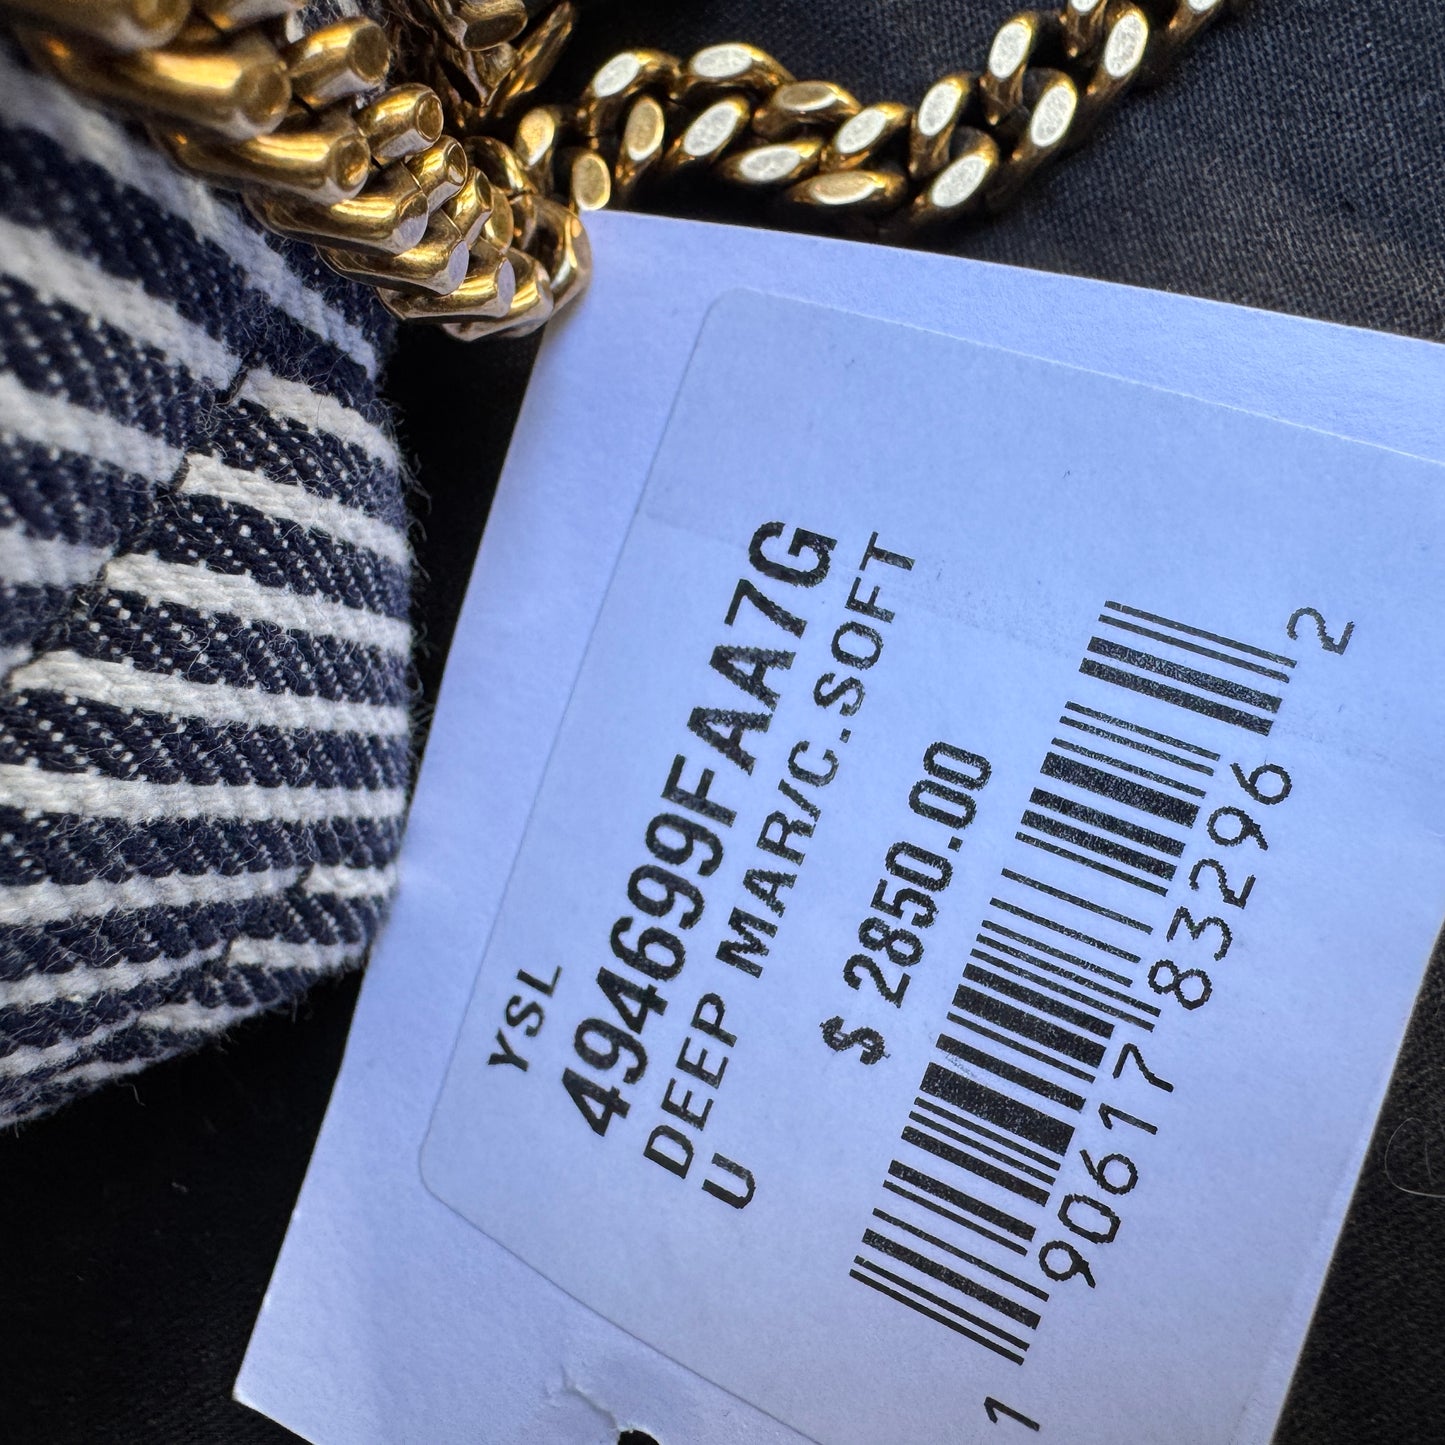 YSL
494699FAA7G
DEEP MAR/C.SOFT
U
$ 2850.00
1 90617 83296 2